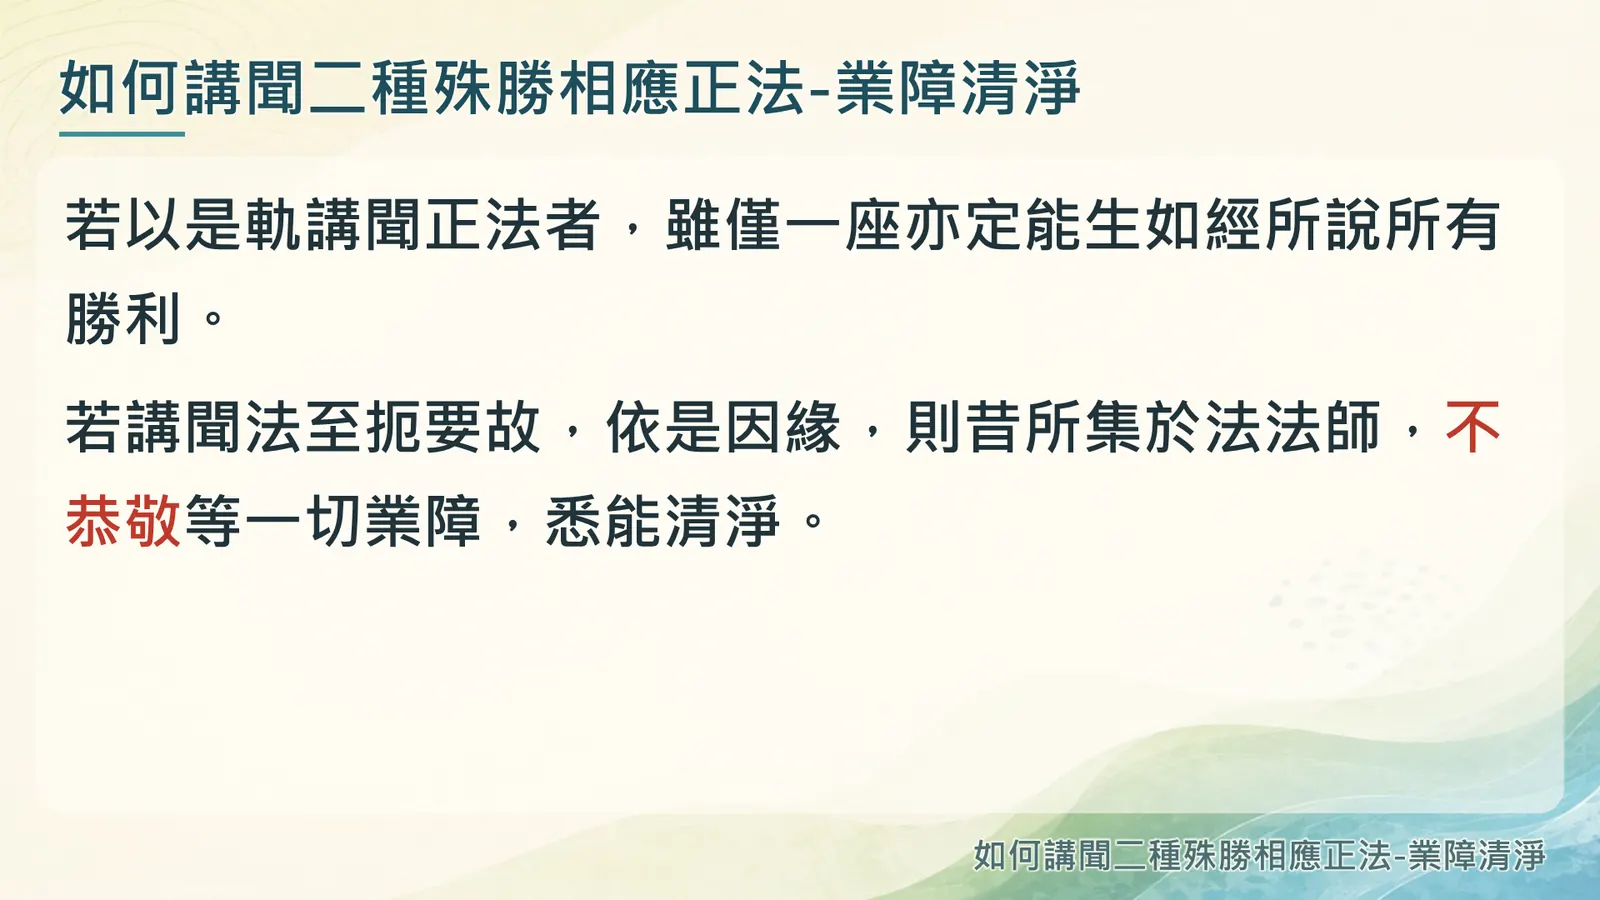 如何講聞二種殊勝相應正法-業障清淨
若以是軌講聞正法者，雖僅一座亦定能生如經所說所有
勝利。
若講聞法至扼要故，依是因緣，則昔所集於法法師，不
恭敬等一切業障，悉能清淨。
如何講聞二種殊勝相應正法-業障清淨